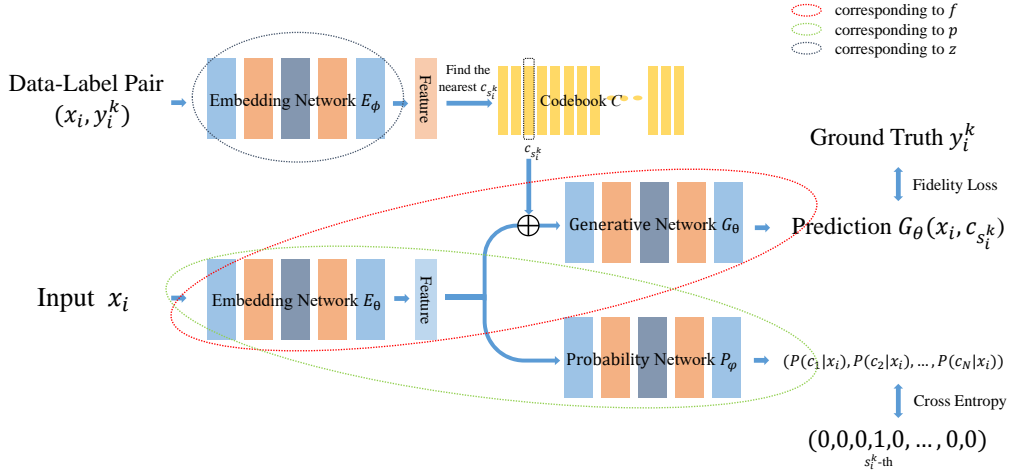 corresponding to f
corresponding to p
corresponding to z
Data-Label Pair
(x_i, y_i^k)
Embedding Network E_ϕ
Feature
Find the
nearest c_{s_i^k}
Codebook C
c_{s_i^k}
Ground Truth y_i^k
Fidelity Loss
Generative Network G_θ
Prediction G_θ(x_i, c_{s_i^k})
Input x_i
Embedding Network E_θ
Feature
Probability Network P_φ
(P(c_1|x_i), P(c_2|x_i), … , P(c_N|x_i))
Cross Entropy
(0,0,0,1,0, … , 0,0)
s_i^k-th